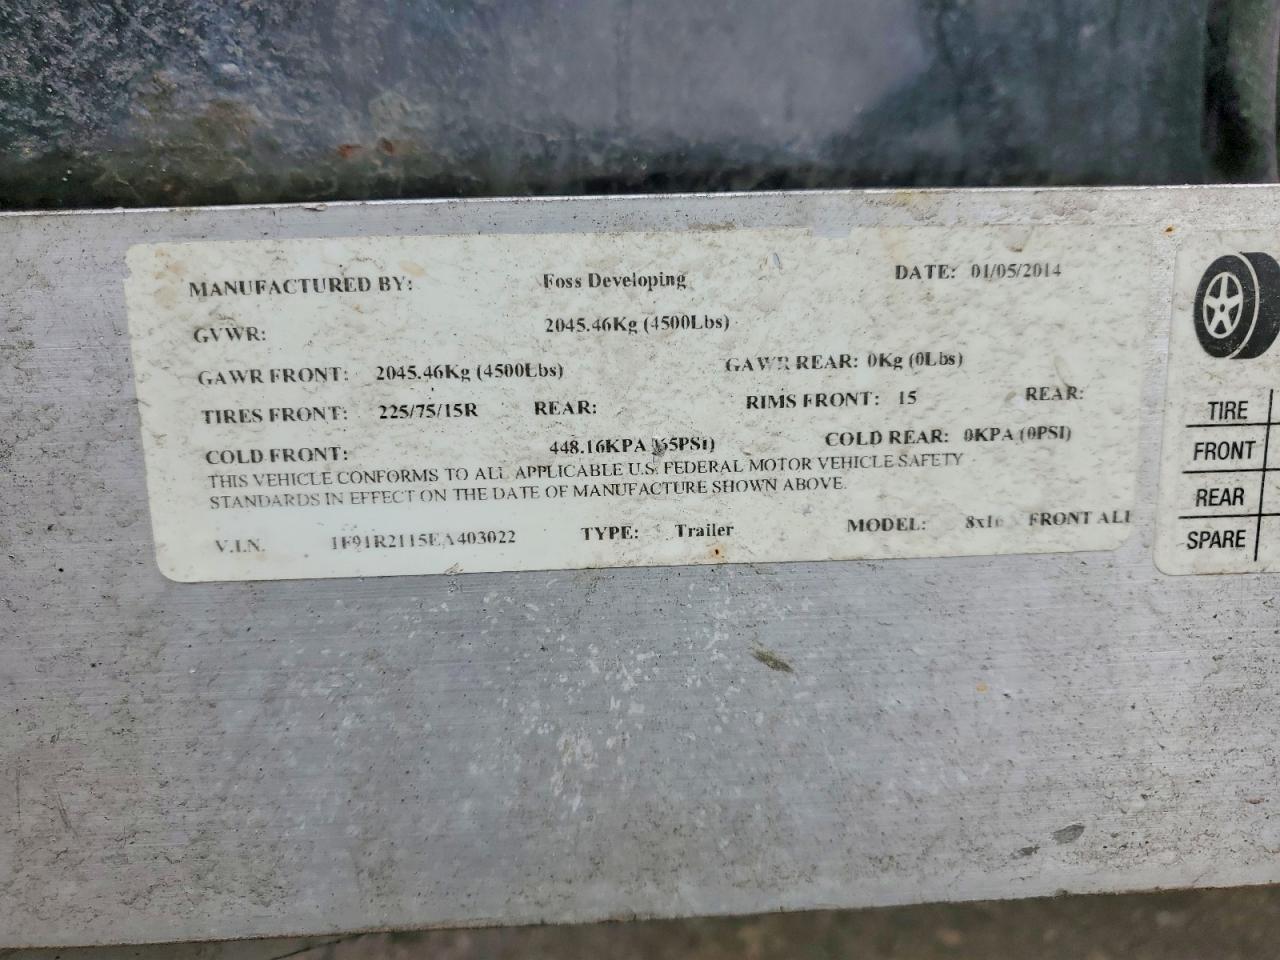 MANUFACTURED BY: Foss Developing DATE: 01/05/2014
GVWR: 2045.46Kg (4500Lbs)
GAWR FRONT: 2045.46Kg (4500Lbs) GAWR REAR: 0Kg (0Lbs)
TIRES FRONT: 225/75/15R REAR: RIMS FRONT: 15 REAR:
COLD FRONT: 448.16KPA COLD REAR: 0KPA (0PSI)
THIS VEHICLE CONFORMS TO ALL APPLICABLE U.S. FEDERAL MOTOR VEHICLE SAFETY
STANDARDS IN EFFECT ON THE DATE OF MANUFACTURE SHOWN ABOVE.
V.I.N. TYPE: Trailer MODEL: FRONT ALL
TIRE
FRONT
REAR
SPARE